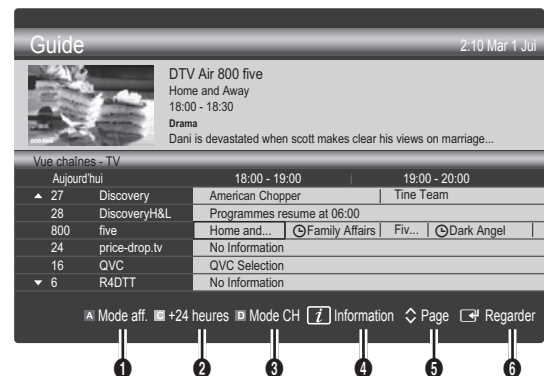 Guide 2:10 Mar 1 Jui
DTV Air 800 five
Home and Away
18:00 - 18:30
Drama
Dani is devastated when scott makes clear his views on marriage...
800 five
Vue chaînes - TV
Aujourd'hui 18:00 - 19:00 19:00 - 20:00
▲ 27 Discovery American Chopper Tine Team
28 DiscoveryH&L Programmes resume at 06:00
800 five Home and... Family Affairs Fiv... Dark Angel
24 price-drop.tv No Information
16 QVC QVC Selection
▼ 6 R4DTT No Information
A Mode aff. C +24 heures D Mode CH i Information Page Regarder
1 2 3 4 5 6